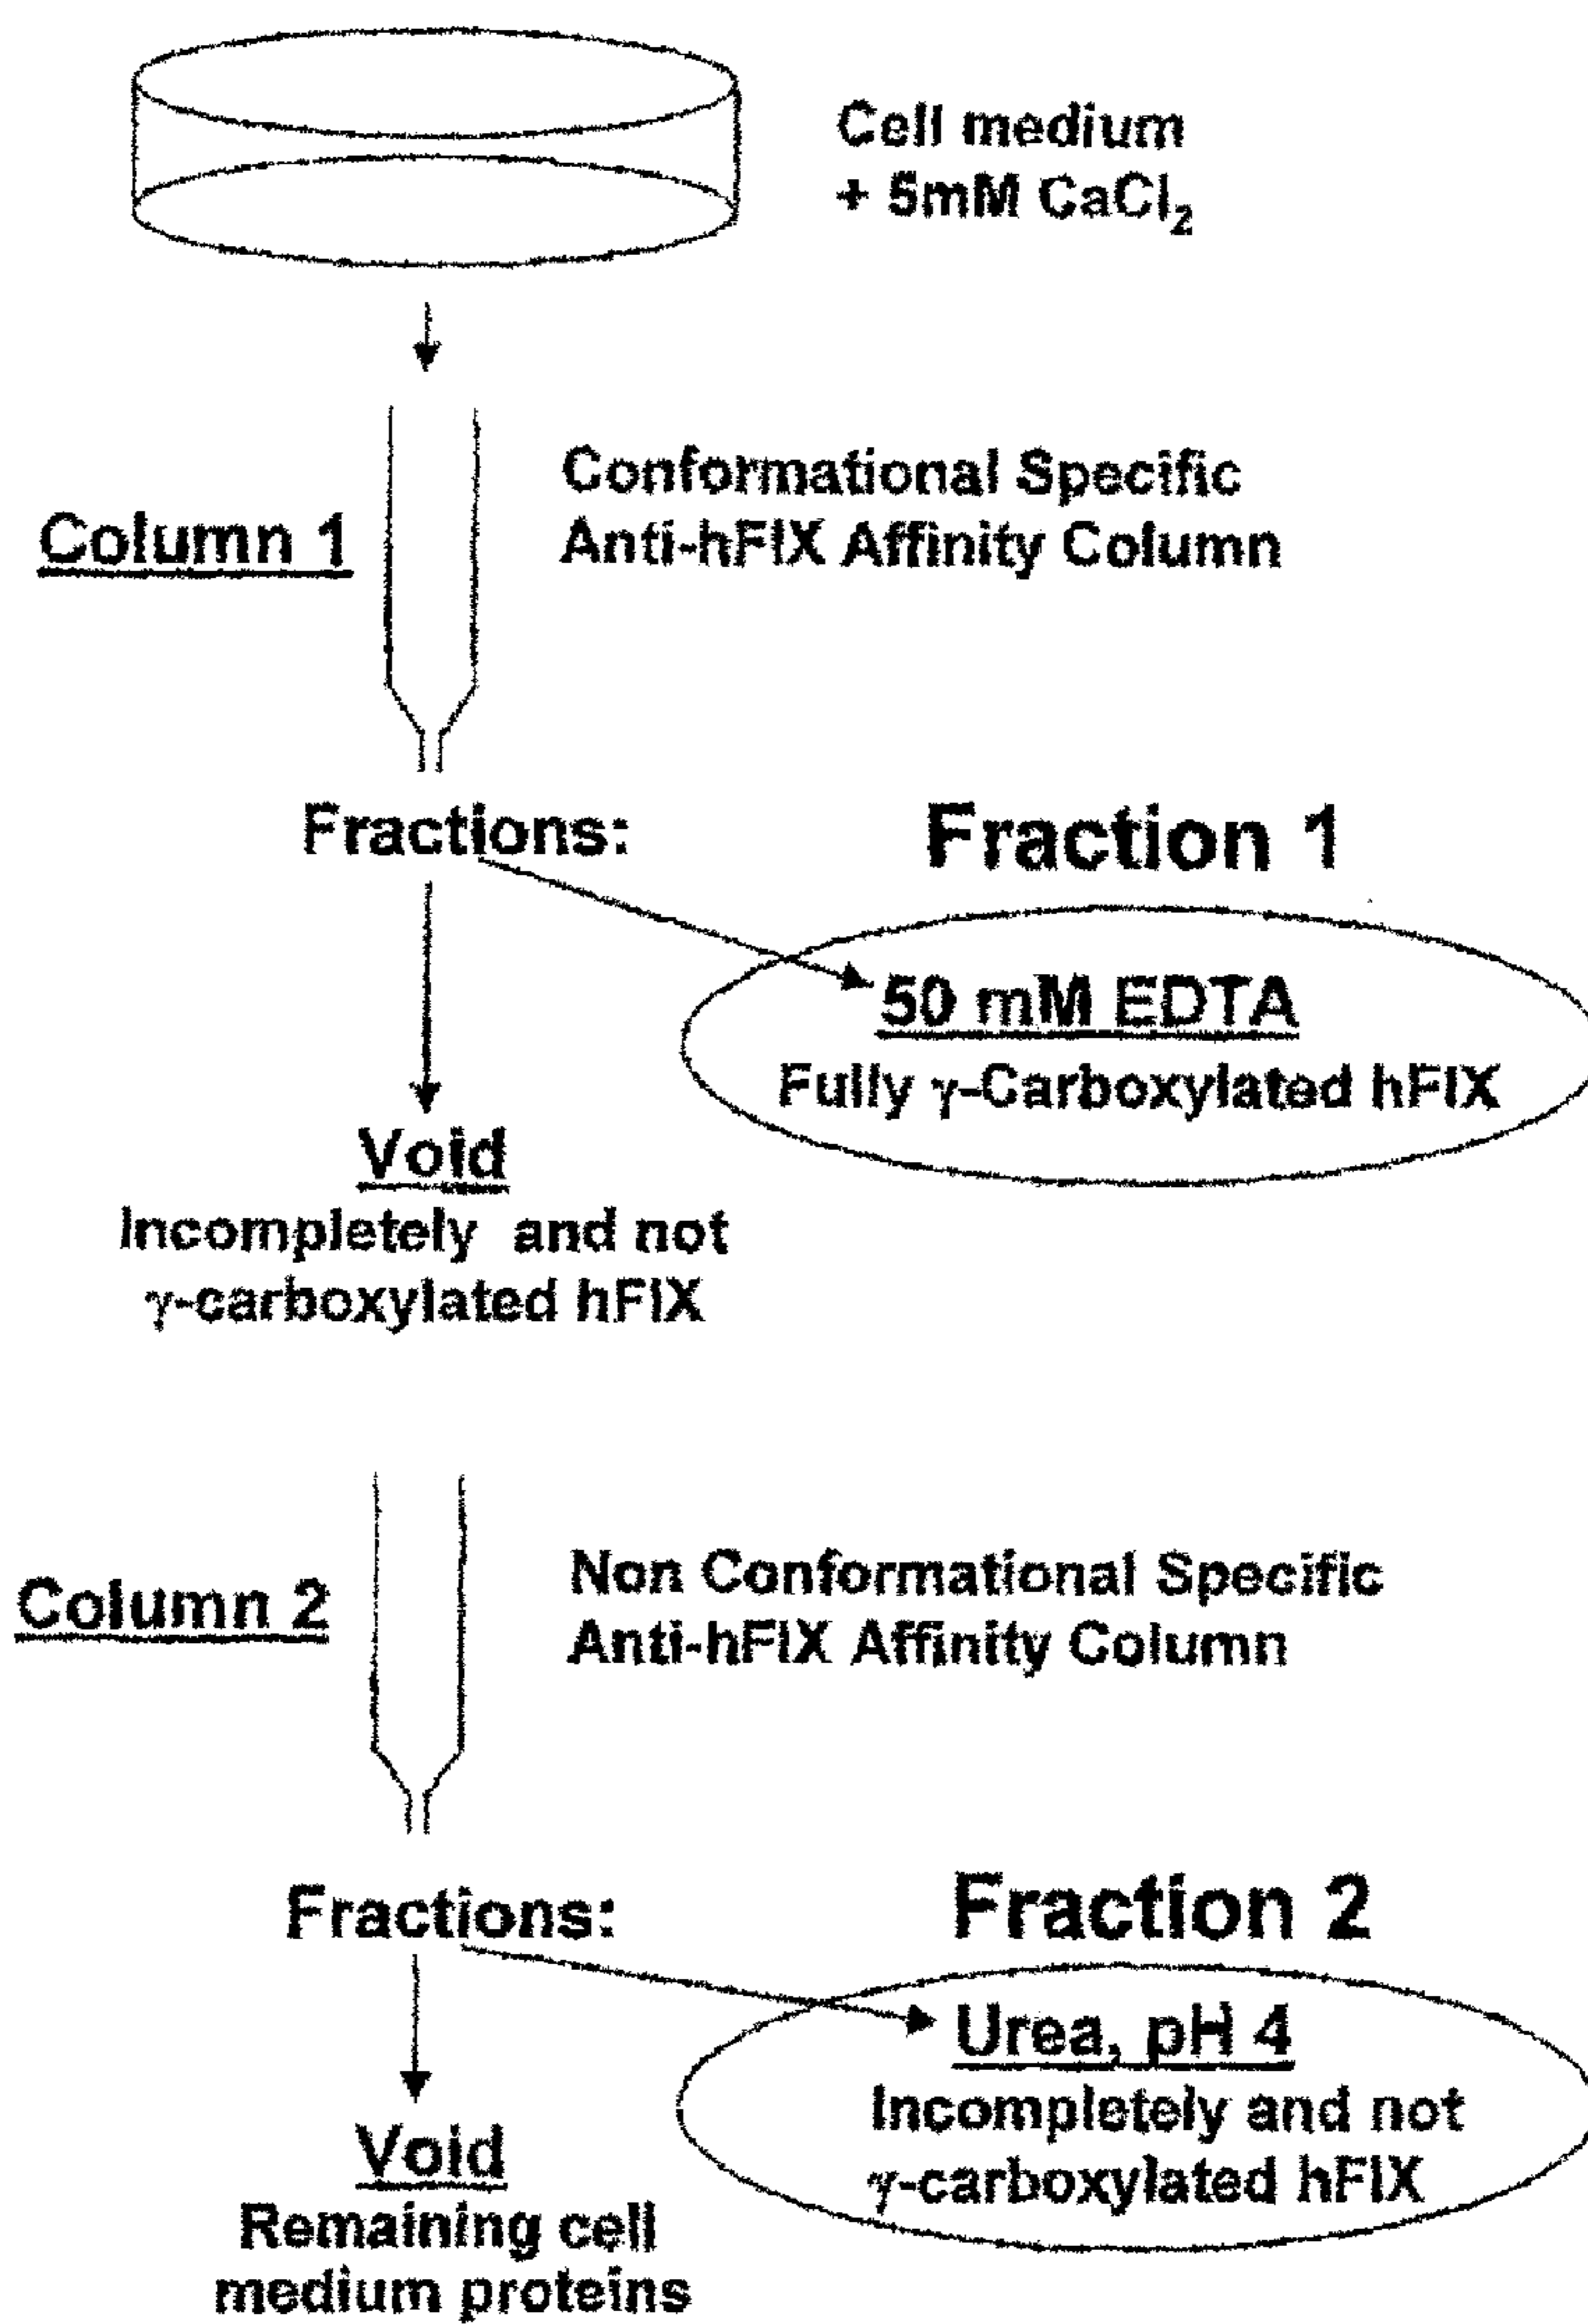 Cell medium
+ 5mM CaCl₂
Column 1
Conformational Specific
Anti-hFIX Affinity Column
Fractions:
Fraction 1
50 mM EDTA
Fully γ-Carboxylated hFIX
Void
Incompletely and not
γ-carboxylated hFIX
Column 2
Non Conformational Specific
Anti-hFIX Affinity Column
Fractions:
Fraction 2
Urea, pH 4
Incompletely and not
γ-carboxylated hFIX
Void
Remaining cell
medium proteins